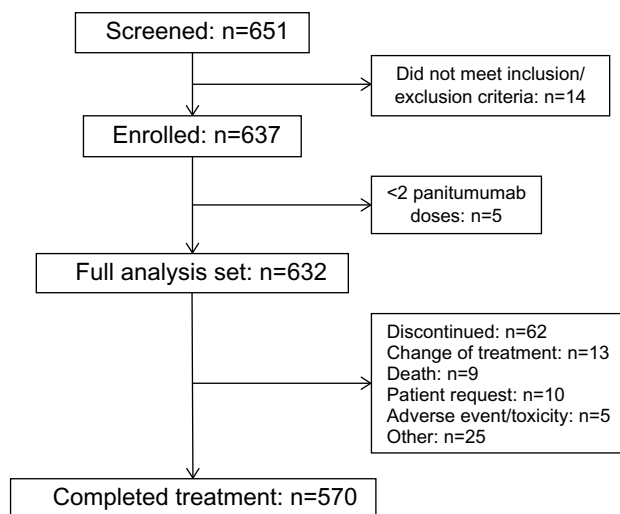 Screened: n=651
Did not meet inclusion/
exclusion criteria: n=14
Enrolled: n=637
<2 panitumumab
doses: n=5
Full analysis set: n=632
Discontinued: n=62
Change of treatment: n=13
Death: n=9
Patient request: n=10
Adverse event/toxicity: n=5
Other: n=25
Completed treatment: n=570